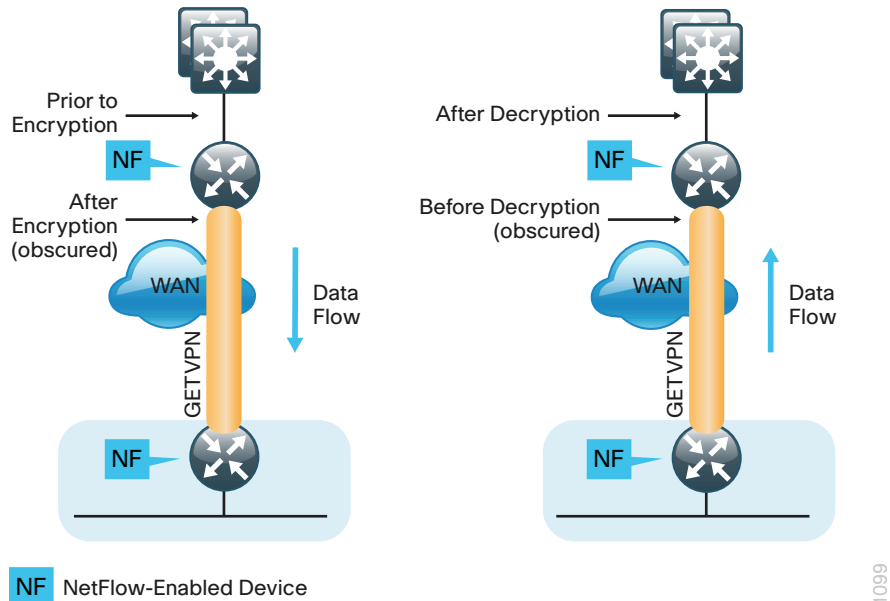 Prior to
Encryption
NF
After
Encryption
(obscured)
WAN
Data
Flow
GETVPN
NF
After Decryption
NF
Before Decryption
(obscured)
WAN
Data
Flow
GETVPN
NF
NF NetFlow-Enabled Device
1099